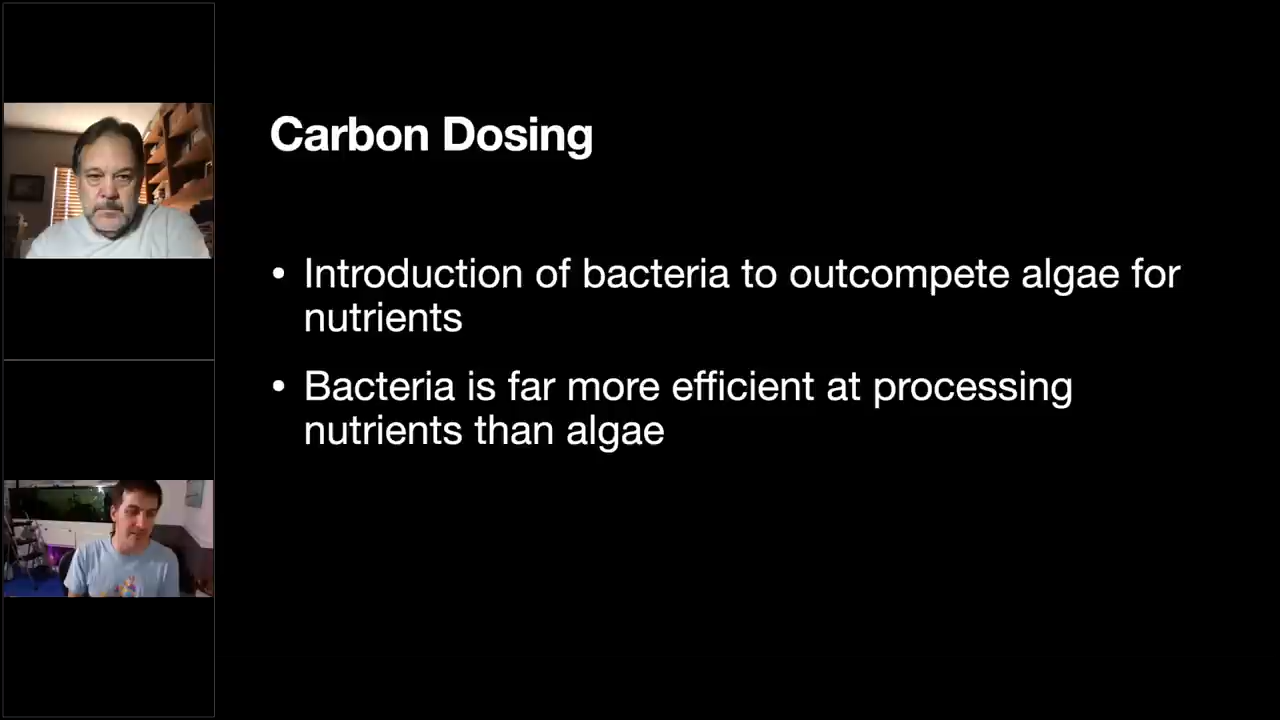 Carbon Dosing
• Introduction of bacteria to outcompete algae for
nutrients
• Bacteria is far more efficient at processing
nutrients than algae